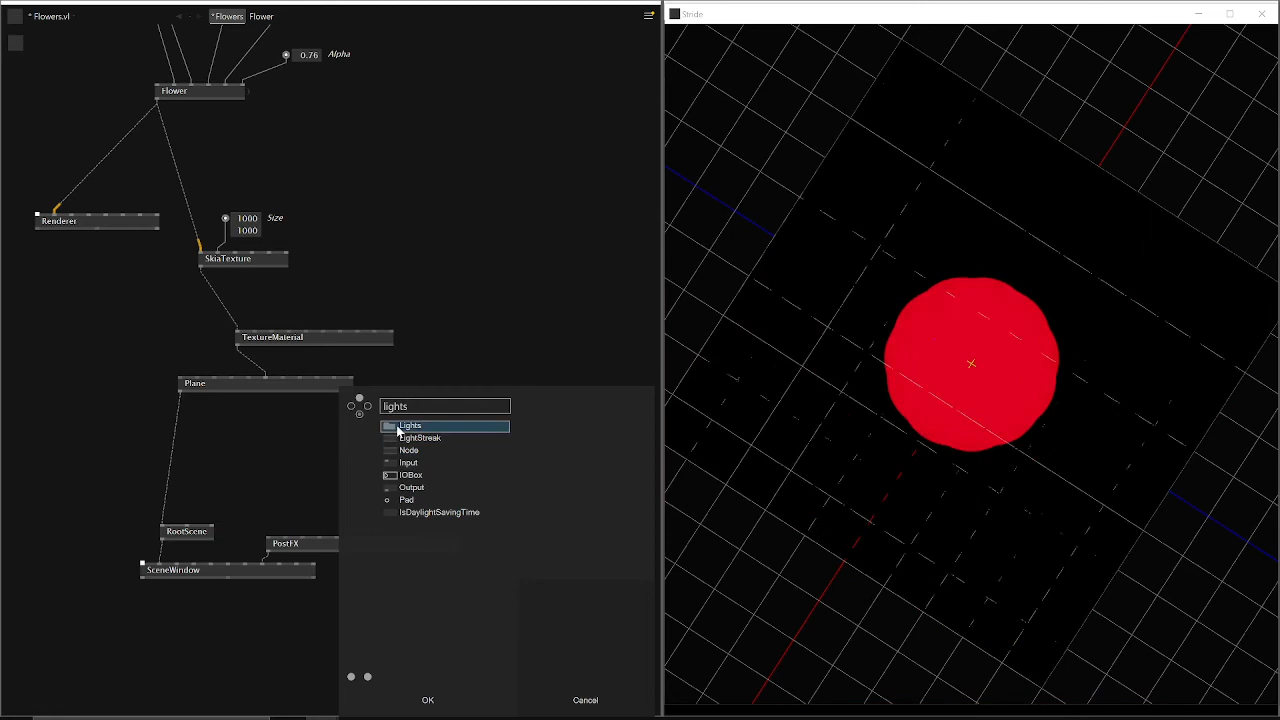 * Flowers.vl
*Flowers
Flower
Stride
0.76
Alpha
Flower
Renderer
1000
1000
Size
SkiaTexture
TextureMaterial
Plane
lights
Lights
LightStreak
Node
Input
IOBox
Output
Pad
IsDaylightSavingTime
RootScene
PostFX
SceneWindow
OK
Cancel